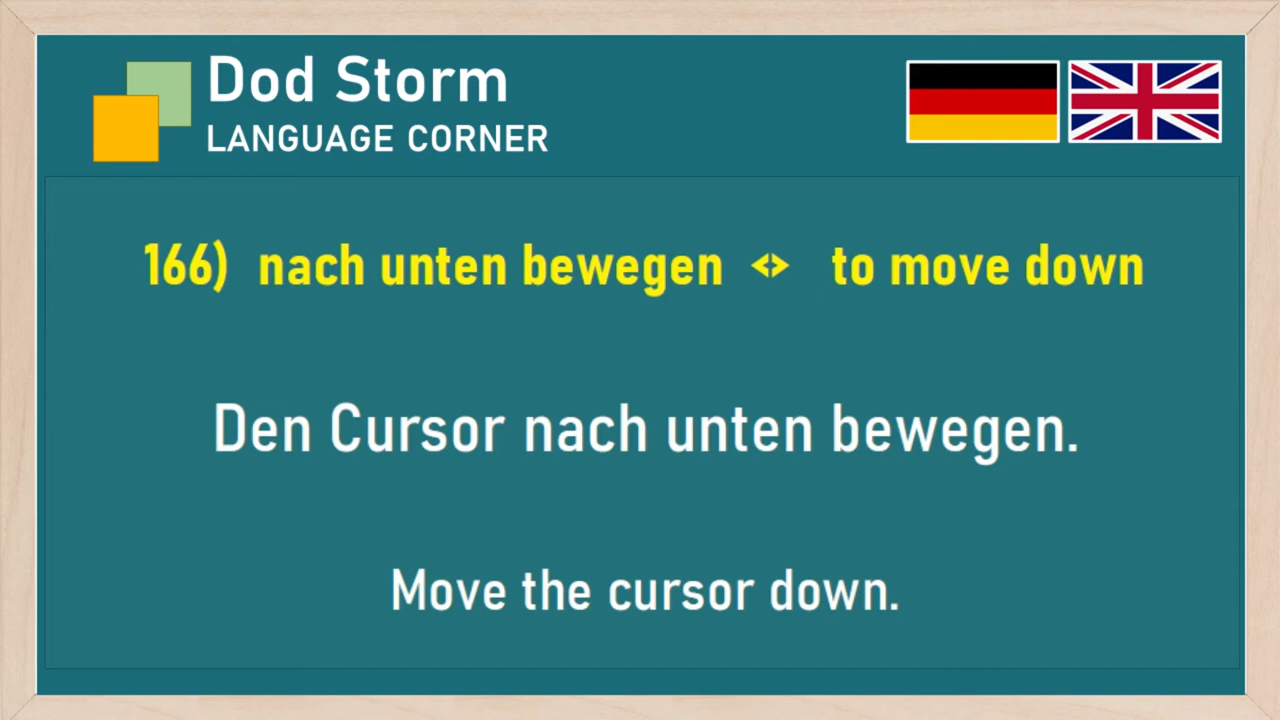 Dod Storm
LANGUAGE CORNER
166) nach unten bewegen <> to move down
Den Cursor nach unten bewegen.
Move the cursor down.